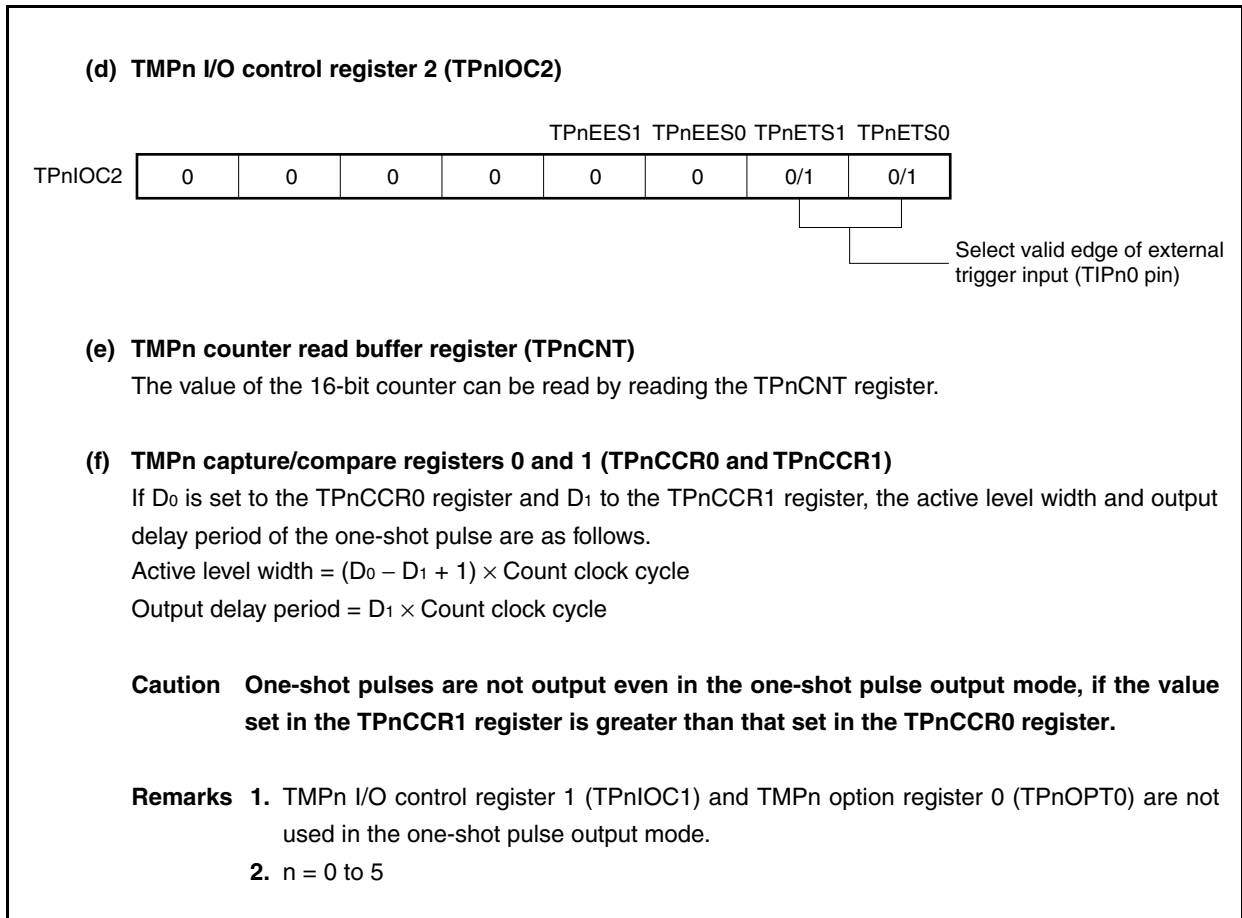 (d) TMPn I/O control register 2 (TPnIOC2)
TPnEES1 TPnEES0 TPnETS1 TPnETS0
TPnIOC2 0 0 0 0 0 0 0/1 0/1
Select valid edge of external
trigger input (TIPn0 pin)
(e) TMPn counter read buffer register (TPnCNT)
The value of the 16-bit counter can be read by reading the TPnCNT register.
(f) TMPn capture/compare registers 0 and 1 (TPnCCR0 and TPnCCR1)
If D0 is set to the TPnCCR0 register and D1 to the TPnCCR1 register, the active level width and output
delay period of the one-shot pulse are as follows.
Active level width = (D0 − D1 + 1) × Count clock cycle
Output delay period = D1 × Count clock cycle
Caution One-shot pulses are not output even in the one-shot pulse output mode, if the value
set in the TPnCCR1 register is greater than that set in the TPnCCR0 register.
Remarks 1. TMPn I/O control register 1 (TPnIOC1) and TMPn option register 0 (TPnOPT0) are not
used in the one-shot pulse output mode.
2. n = 0 to 5